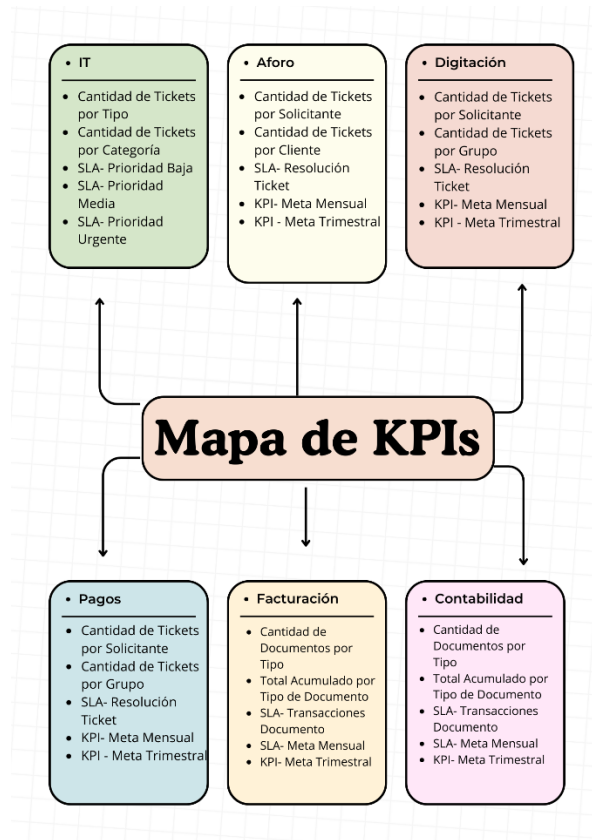 • IT
• Cantidad de Tickets
por Tipo
• Cantidad de Tickets
por Categoría
• SLA- Prioridad Baja
• SLA- Prioridad
Media
• SLA- Prioridad
Urgente
• Aforo
• Cantidad de Tickets
por Solicitante
• Cantidad de Tickets
por Cliente
• SLA- Resolución
Ticket
• KPI- Meta Mensual
• KPI - Meta Trimestral
• Digitación
• Cantidad de Tickets
por Solicitante
• Cantidad de Tickets
por Grupo
• SLA- Resolución
Ticket
• KPI- Meta Mensual
• KPI - Meta Trimestral
Mapa de KPIs
• Pagos
• Cantidad de Tickets
por Solicitante
• Cantidad de Tickets
por Grupo
• SLA- Resolución
Ticket
• KPI- Meta Mensual
• KPI - Meta Trimestral
• Facturación
• Cantidad de
Documentos por
Tipo
• Total Acumulado por
Tipo de Documento
• SLA- Transacciones
Documento
• SLA- Meta Mensual
• KPI- Meta Trimestral
• Contabilidad
• Cantidad de
Documentos por
Tipo
• Total Acumulado por
Tipo de Documento
• SLA- Transacciones
Documento
• SLA- Meta Mensual
• KPI- Meta Trimestral